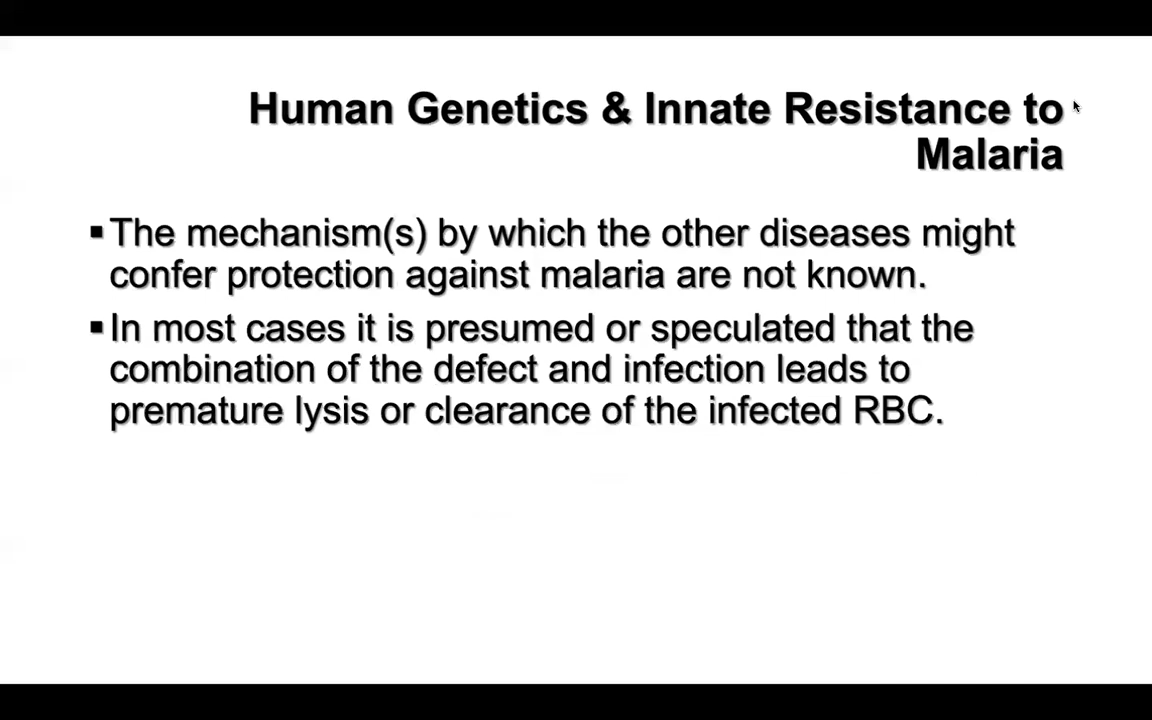 Human Genetics & Innate Resistance to
Malaria
▪The mechanism(s) by which the other diseases might
confer protection against malaria are not known.
▪In most cases it is presumed or speculated that the
combination of the defect and infection leads to
premature lysis or clearance of the infected RBC.